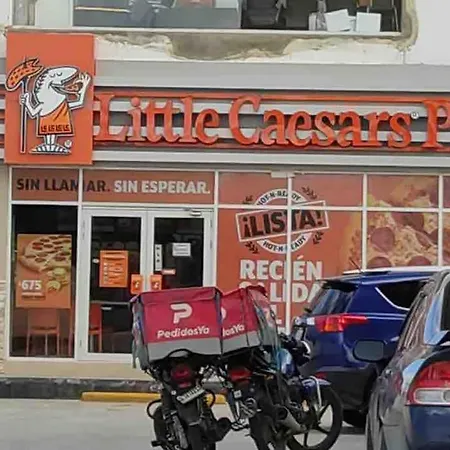 Little Caesars P
SIN LLAMAR. SIN ESPERAR.
HOT-N-READY
¡LISTA!
HOT-N-READY
RECIÉN
SALIDA
$675
PedidosYa
PedidosYa